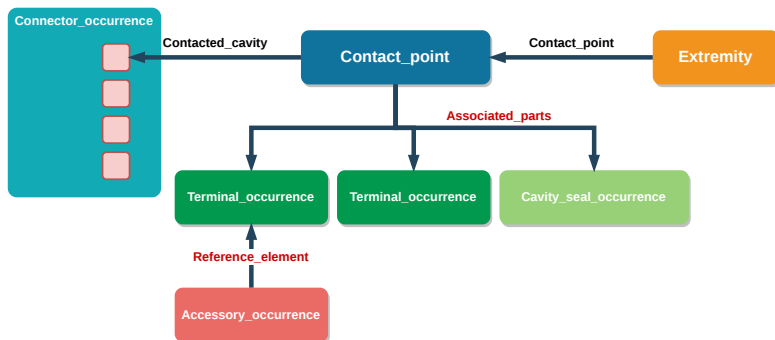 Connector_occurrence
Contacted_cavity
Contact_point
Contact_point
Extremity
Associated_parts
Terminal_occurrence
Terminal_occurrence
Cavity_seal_occurrence
Reference_element
Accessory_occurrence